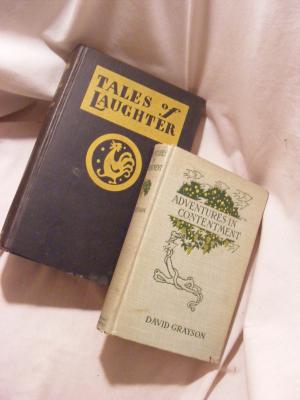 TALES of
LAUGHTER
ADVENTURES IN
CONTENTMENT
DAVID GRAYSON